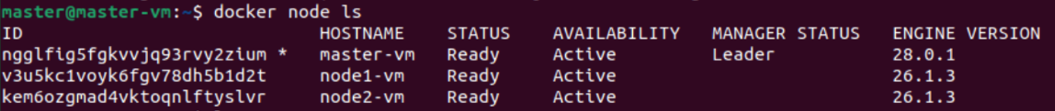 master@master-vm:~$ docker node ls
ID                            HOSTNAME    STATUS    AVAILABILITY   MANAGER STATUS   ENGINE VERSION
ngglfig5fgkvvjq93rvy2zium *   master-vm   Ready     Active         Leader           28.0.1
v3u5kc1voyk6fgv78dh5b1d2t     node1-vm    Ready     Active                          26.1.3
kem6ozgmad4vktoqnlftyslvr     node2-vm    Ready     Active                          26.1.3